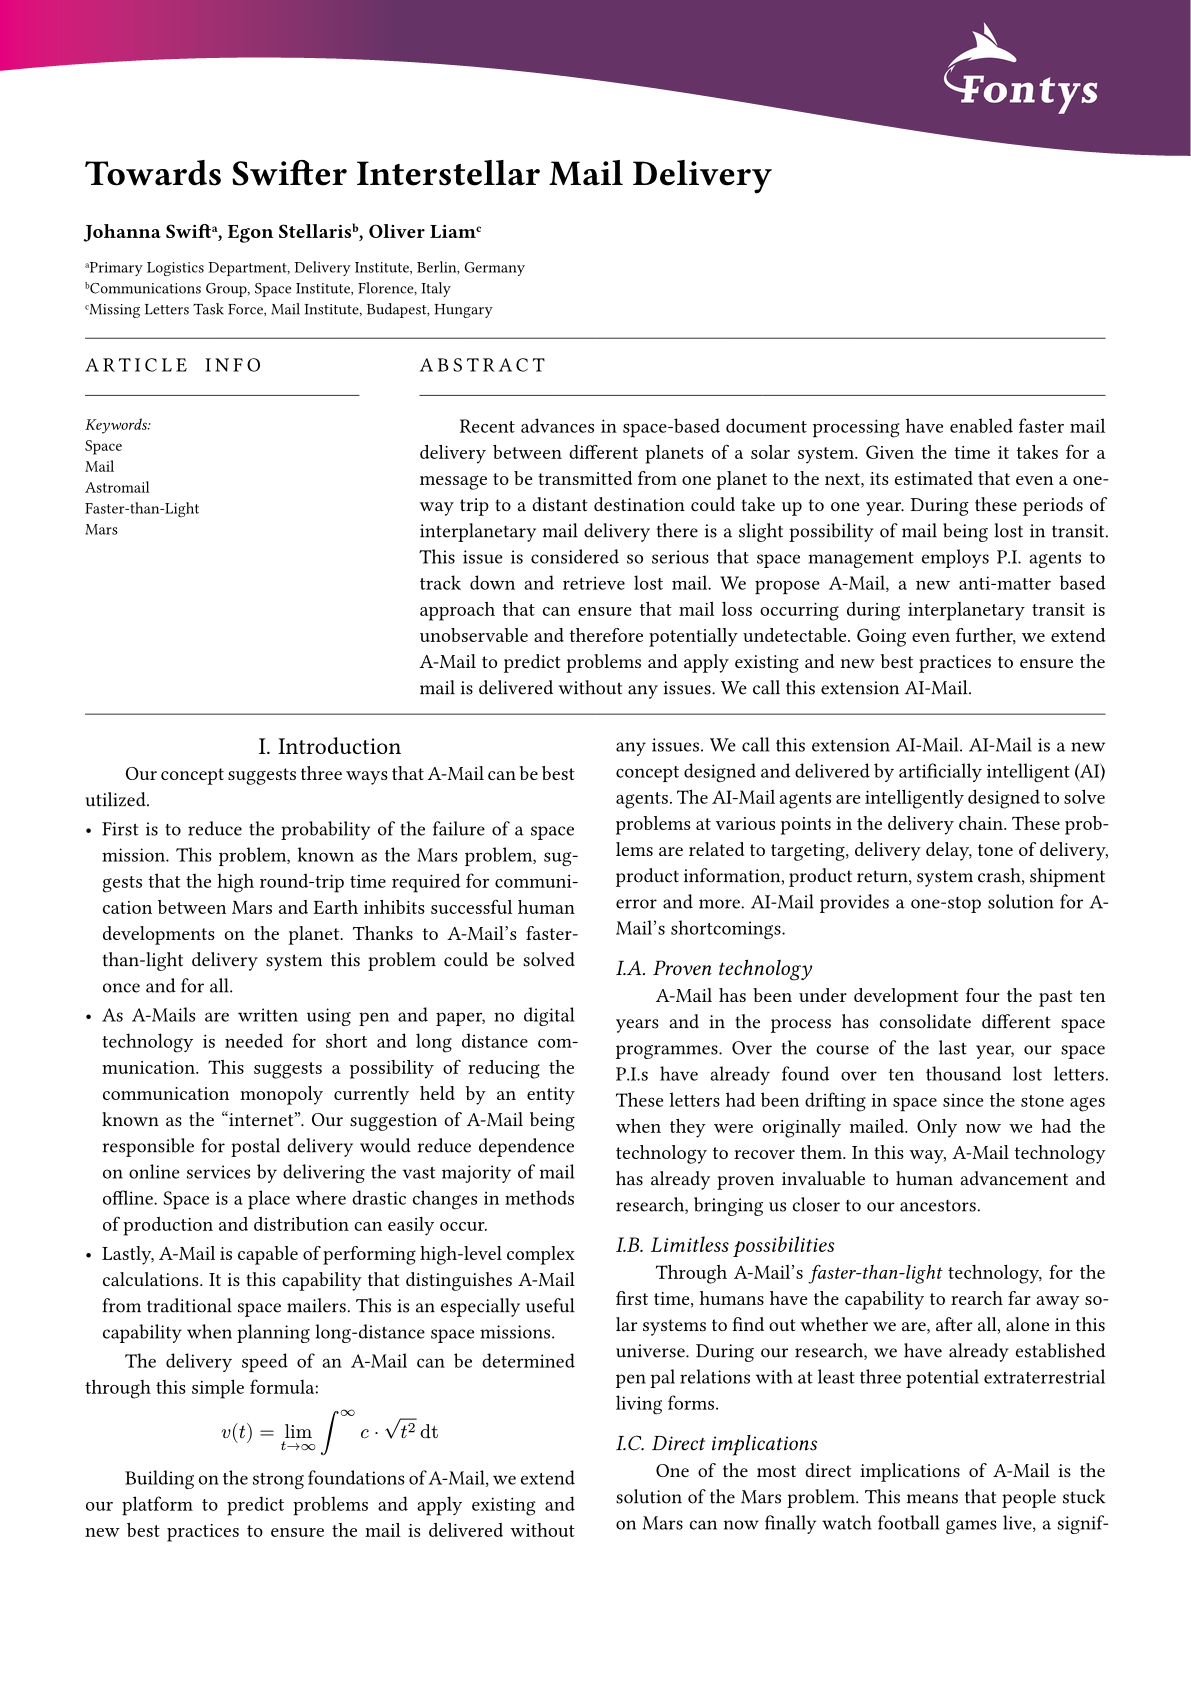 Fontys
Towards Swifter Interstellar Mail Delivery
Johanna Swiftᵃ, Egon Stellarisᵇ, Oliver Liamᶜ
ᵃPrimary Logistics Department, Delivery Institute, Berlin, Germany
ᵇCommunications Group, Space Institute, Florence, Italy
ᶜMissing Letters Task Force, Mail Institute, Budapest, Hungary
ARTICLE INFO
Keywords:
Space
Mail
Astromail
Faster-than-Light
Mars
ABSTRACT
Recent advances in space-based document processing have enabled faster mail
delivery between different planets of a solar system. Given the time it takes for a
message to be transmitted from one planet to the next, its estimated that even a one-
way trip to a distant destination could take up to one year. During these periods of
interplanetary mail delivery there is a slight possibility of mail being lost in transit.
This issue is considered so serious that space management employs P.I. agents to
track down and retrieve lost mail. We propose A-Mail, a new anti-matter based
approach that can ensure that mail loss occurring during interplanetary transit is
unobservable and therefore potentially undetectable. Going even further, we extend
A-Mail to predict problems and apply existing and new best practices to ensure the
mail is delivered without any issues. We call this extension AI-Mail.
I. Introduction
Our concept suggests three ways that A-Mail can be best
utilized.
• First is to reduce the probability of the failure of a space
mission. This problem, known as the Mars problem, sug-
gests that the high round-trip time required for communi-
cation between Mars and Earth inhibits successful human
developments on the planet. Thanks to A-Mail’s faster-
than-light delivery system this problem could be solved
once and for all.
• As A-Mails are written using pen and paper, no digital
technology is needed for short and long distance com-
munication. This suggests a possibility of reducing the
communication monopoly currently held by an entity
known as the “internet”. Our suggestion of A-Mail being
responsible for postal delivery would reduce dependence
on online services by delivering the vast majority of mail
offline. Space is a place where drastic changes in methods
of production and distribution can easily occur.
• Lastly, A-Mail is capable of performing high-level complex
calculations. It is this capability that distinguishes A-Mail
from traditional space mailers. This is an especially useful
capability when planning long-distance space missions.
The delivery speed of an A-Mail can be determined
through this simple formula:
v(t) = lim t→∞ ∫^∞ c · √t² dt
Building on the strong foundations of A-Mail, we extend
our platform to predict problems and apply existing and
new best practices to ensure the mail is delivered without
any issues. We call this extension AI-Mail. AI-Mail is a new
concept designed and delivered by artificially intelligent (AI)
agents. The AI-Mail agents are intelligently designed to solve
problems at various points in the delivery chain. These prob-
lems are related to targeting, delivery delay, tone of delivery,
product information, product return, system crash, shipment
error and more. AI-Mail provides a one-stop solution for A-
Mail’s shortcomings.
I.A. Proven technology
A-Mail has been under development four the past ten
years and in the process has consolidate different space
programmes. Over the course of the last year, our space
P.I.s have already found over ten thousand lost letters.
These letters had been drifting in space since the stone ages
when they were originally mailed. Only now we had the
technology to recover them. In this way, A-Mail technology
has already proven invaluable to human advancement and
research, bringing us closer to our ancestors.
I.B. Limitless possibilities
Through A-Mail’s faster-than-light technology, for the
first time, humans have the capability to rearch far away so-
lar systems to find out whether we are, after all, alone in this
universe. During our research, we have already established
pen pal relations with at least three potential extraterrestrial
living forms.
I.C. Direct implications
One of the most direct implications of A-Mail is the
solution of the Mars problem. This means that people stuck
on Mars can now finally watch football games live, a signif-